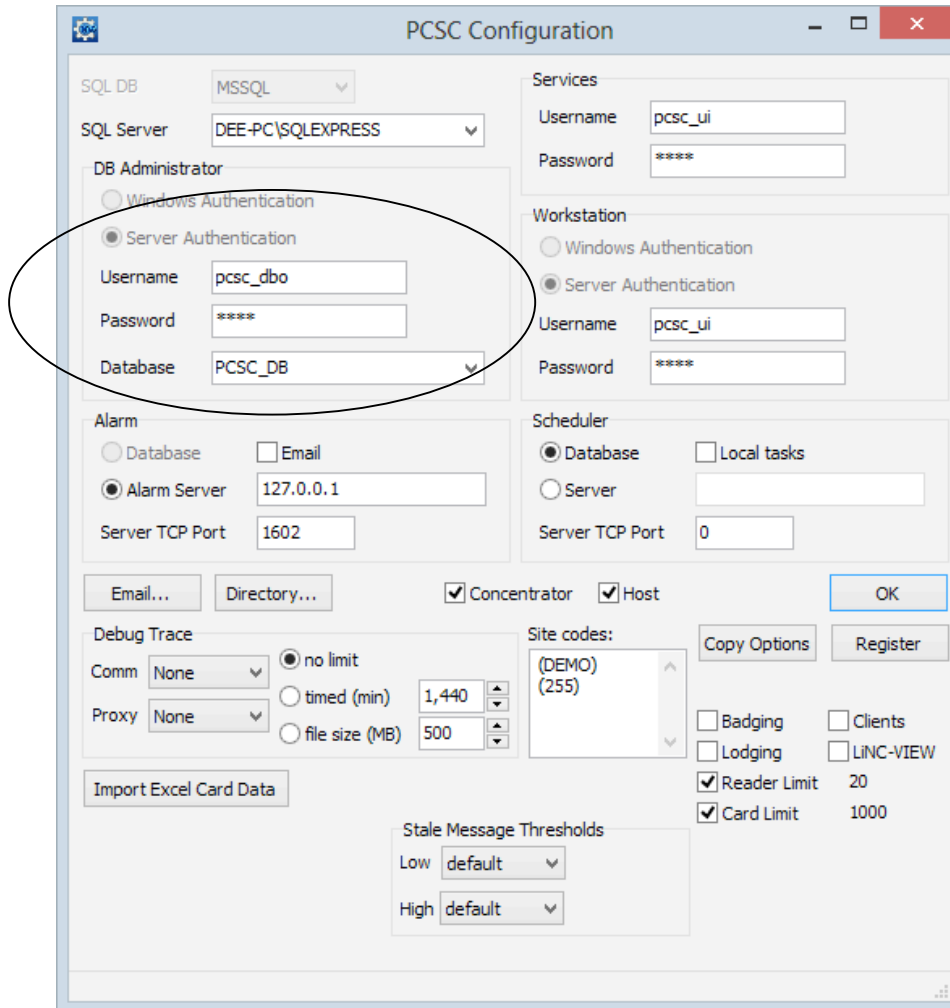 PCSC Configuration
SQL DB MSSQL
SQL Server DEE-PC\SQLEXPRESS
DB Administrator
Windows Authentication
Server Authentication
Username pcsc_dbo
Password ****
Database PCSC_DB
Services
Username pcsc_ui
Password ****
Workstation
Windows Authentication
Server Authentication
Username pcsc_ui
Password ****
Alarm
Database Email
Alarm Server 127.0.0.1
Server TCP Port 1602
Scheduler
Database Local tasks
Server
Server TCP Port 0
Email... Directory... Concentrator Host OK
Debug Trace
Comm None
Proxy None
no limit
timed (min) 1,440
file size (MB) 500
Site codes:
(DEMO)
(255)
Copy Options Register
Badging Clients
Lodging LiNC-VIEW
Reader Limit 20
Card Limit 1000
Import Excel Card Data
Stale Message Thresholds
Low default
High default